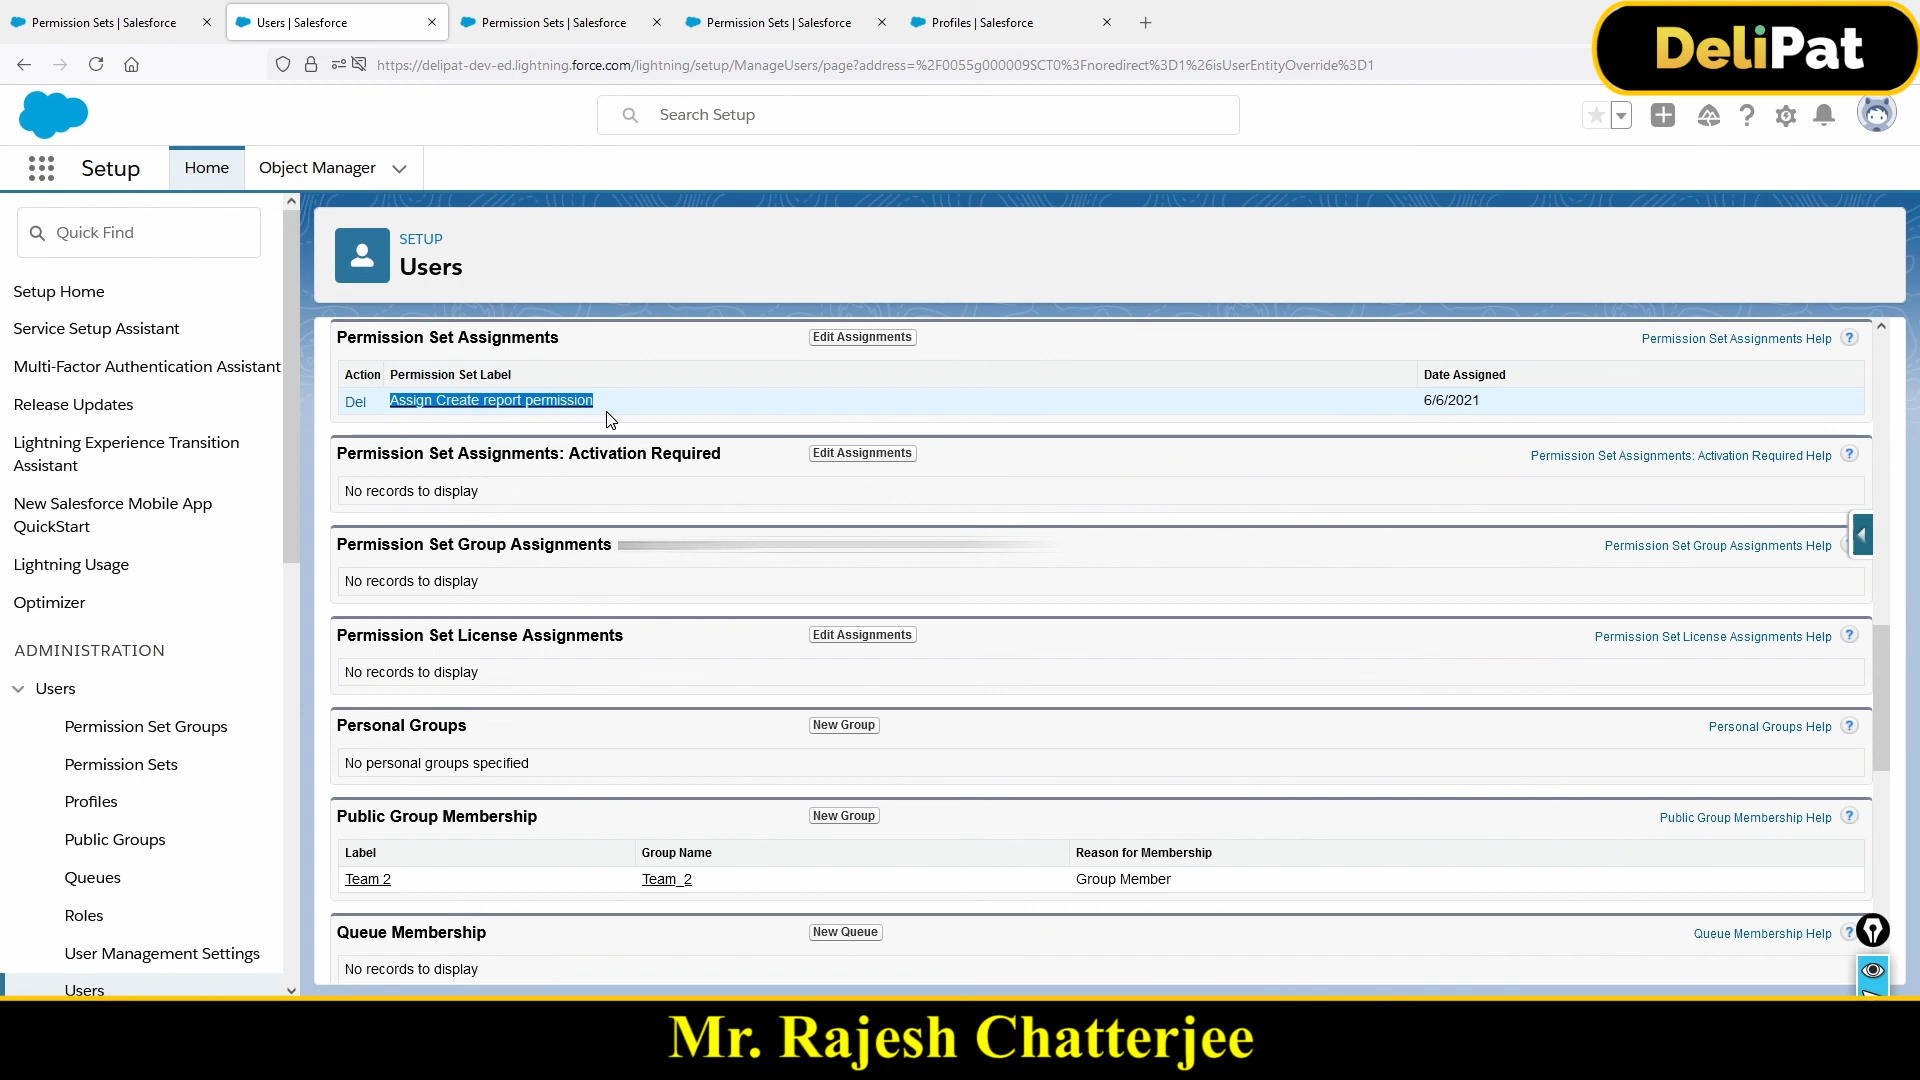 Permission Sets | Salesforce
Users | Salesforce
Permission Sets | Salesforce
Permission Sets | Salesforce
Profiles | Salesforce
https://delipat-dev-ed.lightning.force.com/lightning/setup/ManageUsers/page?address=%2F0055g000009SCT0%3Fnoredirect%3D1%26isUserEntityOverride%3D1
DeliPat
Search Setup
Setup
Home
Object Manager
Quick Find
Setup Home
Service Setup Assistant
Multi-Factor Authentication Assistant
Release Updates
Lightning Experience Transition
Assistant
New Salesforce Mobile App
QuickStart
Lightning Usage
Optimizer
ADMINISTRATION
Users
Permission Set Groups
Permission Sets
Profiles
Public Groups
Queues
Roles
User Management Settings
Users
SETUP
Users
Permission Set Assignments
Edit Assignments
Permission Set Assignments Help ?
Action Permission Set Label Date Assigned
Del Assign Create report permission 6/6/2021
Permission Set Assignments: Activation Required
Edit Assignments
Permission Set Assignments: Activation Required Help ?
No records to display
Permission Set Group Assignments
Permission Set Group Assignments Help
No records to display
Permission Set License Assignments
Edit Assignments
Permission Set License Assignments Help ?
No records to display
Personal Groups
New Group
Personal Groups Help ?
No personal groups specified
Public Group Membership
New Group
Public Group Membership Help ?
Label Group Name Reason for Membership
Team 2 Team_2 Group Member
Queue Membership
New Queue
Queue Membership Help ?
No records to display
Mr. Rajesh Chatterjee